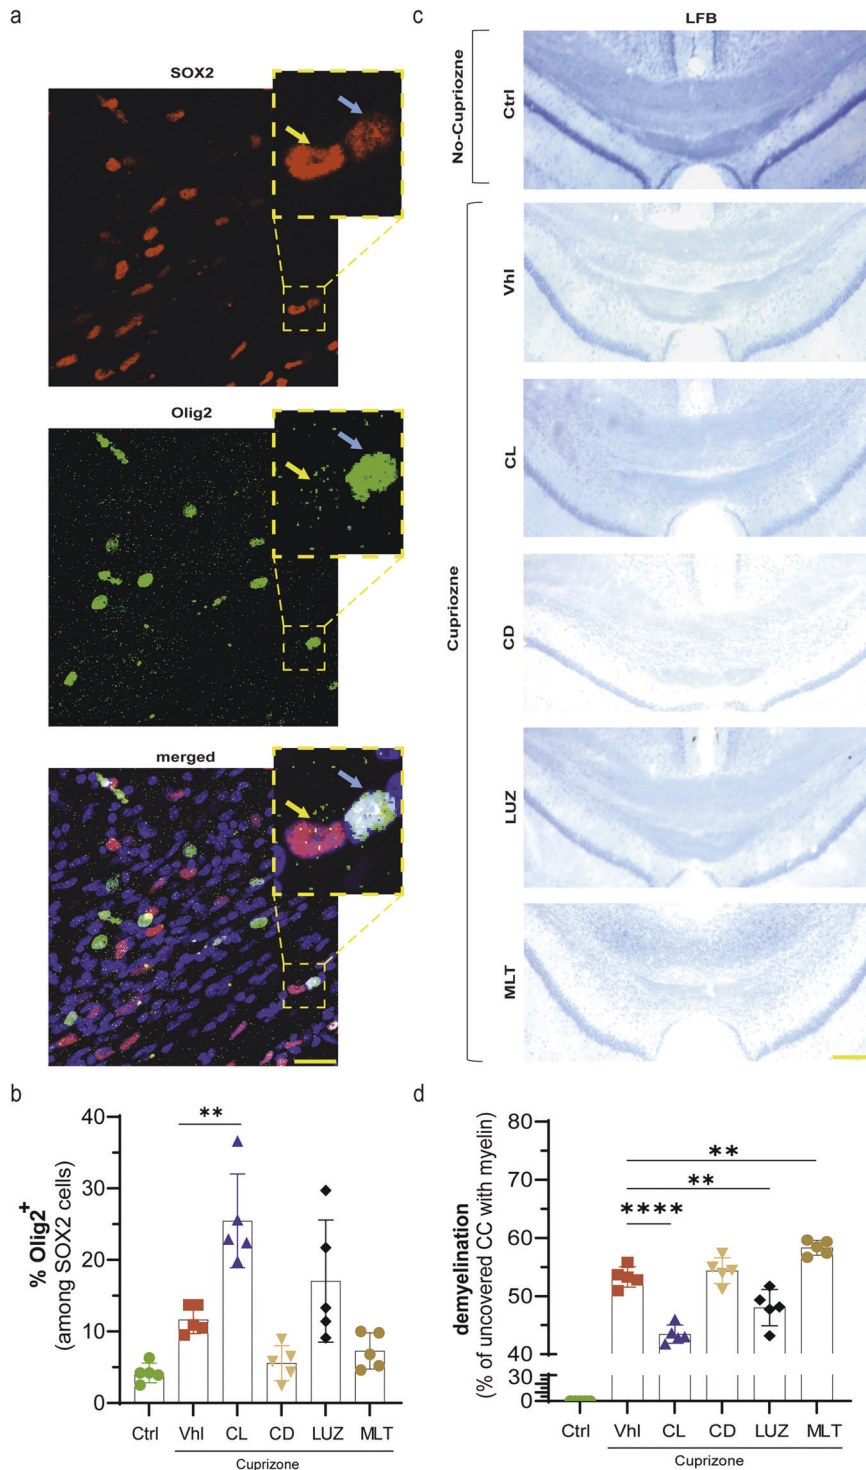 a
SOX2
Olig2
merged
c
LFB
No-Cupriozne
Ctrl
Cupriozne
Vhl
CL
CD
LUZ
MLT
b
% Olig2+
(among SOX2 cells)
40
30
20
10
0
**
Ctrl Vhl CL CD LUZ MLT
Cuprizone
d
demyelination
(% of uncovered CC with myelin)
80
70
60
50
40
30
0
**
**
****
Ctrl Vhl CL CD LUZ MLT
Cuprizone